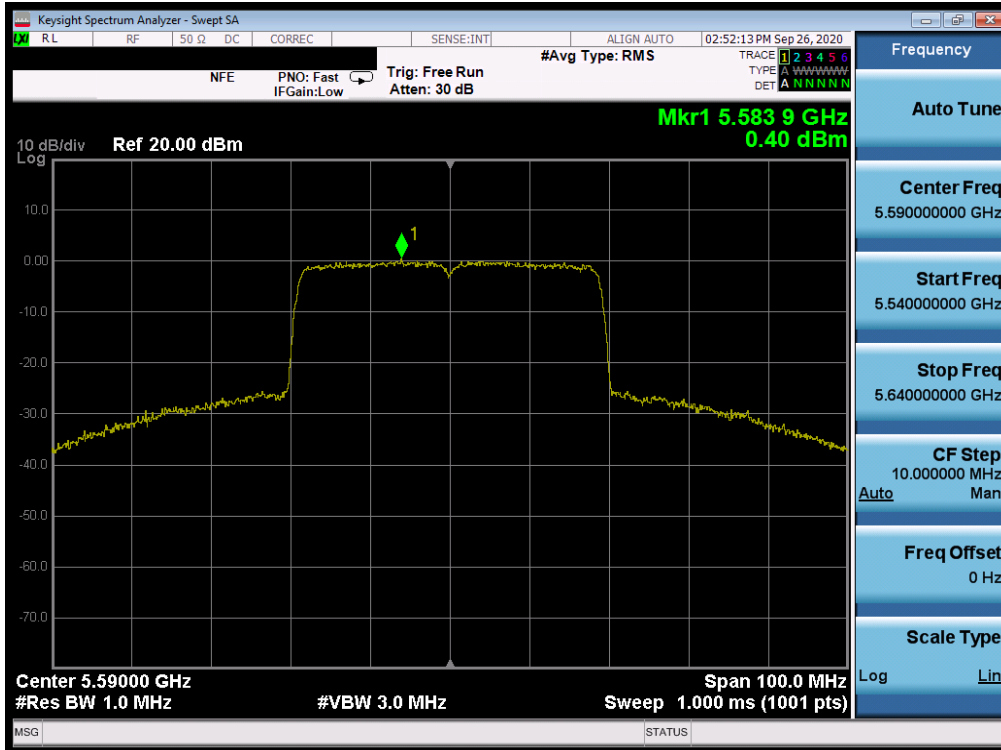 Keysight Spectrum Analyzer - Swept SA
LXI RL RF 50 Ω DC CORREC SENSE:INT ALIGN AUTO 02:52:13 PM Sep 26, 2020
#Avg Type: RMS TRACE 1 2 3 4 5 6
NFE PNO: Fast Trig: Free Run TYPE A WWWWW
IFGain:Low Atten: 30 dB DET A N N N N N
Mkr1 5.583 9 GHz
0.40 dBm
10 dB/div Ref 20.00 dBm
Log
1
10.0
0.00
-10.0
-20.0
-30.0
-40.0
-50.0
-60.0
-70.0
Center 5.59000 GHz Span 100.0 MHz
#Res BW 1.0 MHz #VBW 3.0 MHz Sweep 1.000 ms (1001 pts)
MSG STATUS
Frequency
Auto Tune
Center Freq
5.590000000 GHz
Start Freq
5.540000000 GHz
Stop Freq
5.640000000 GHz
CF Step
10.000000 MHz
Auto Man
Freq Offset
0 Hz
Scale Type
Log Lin